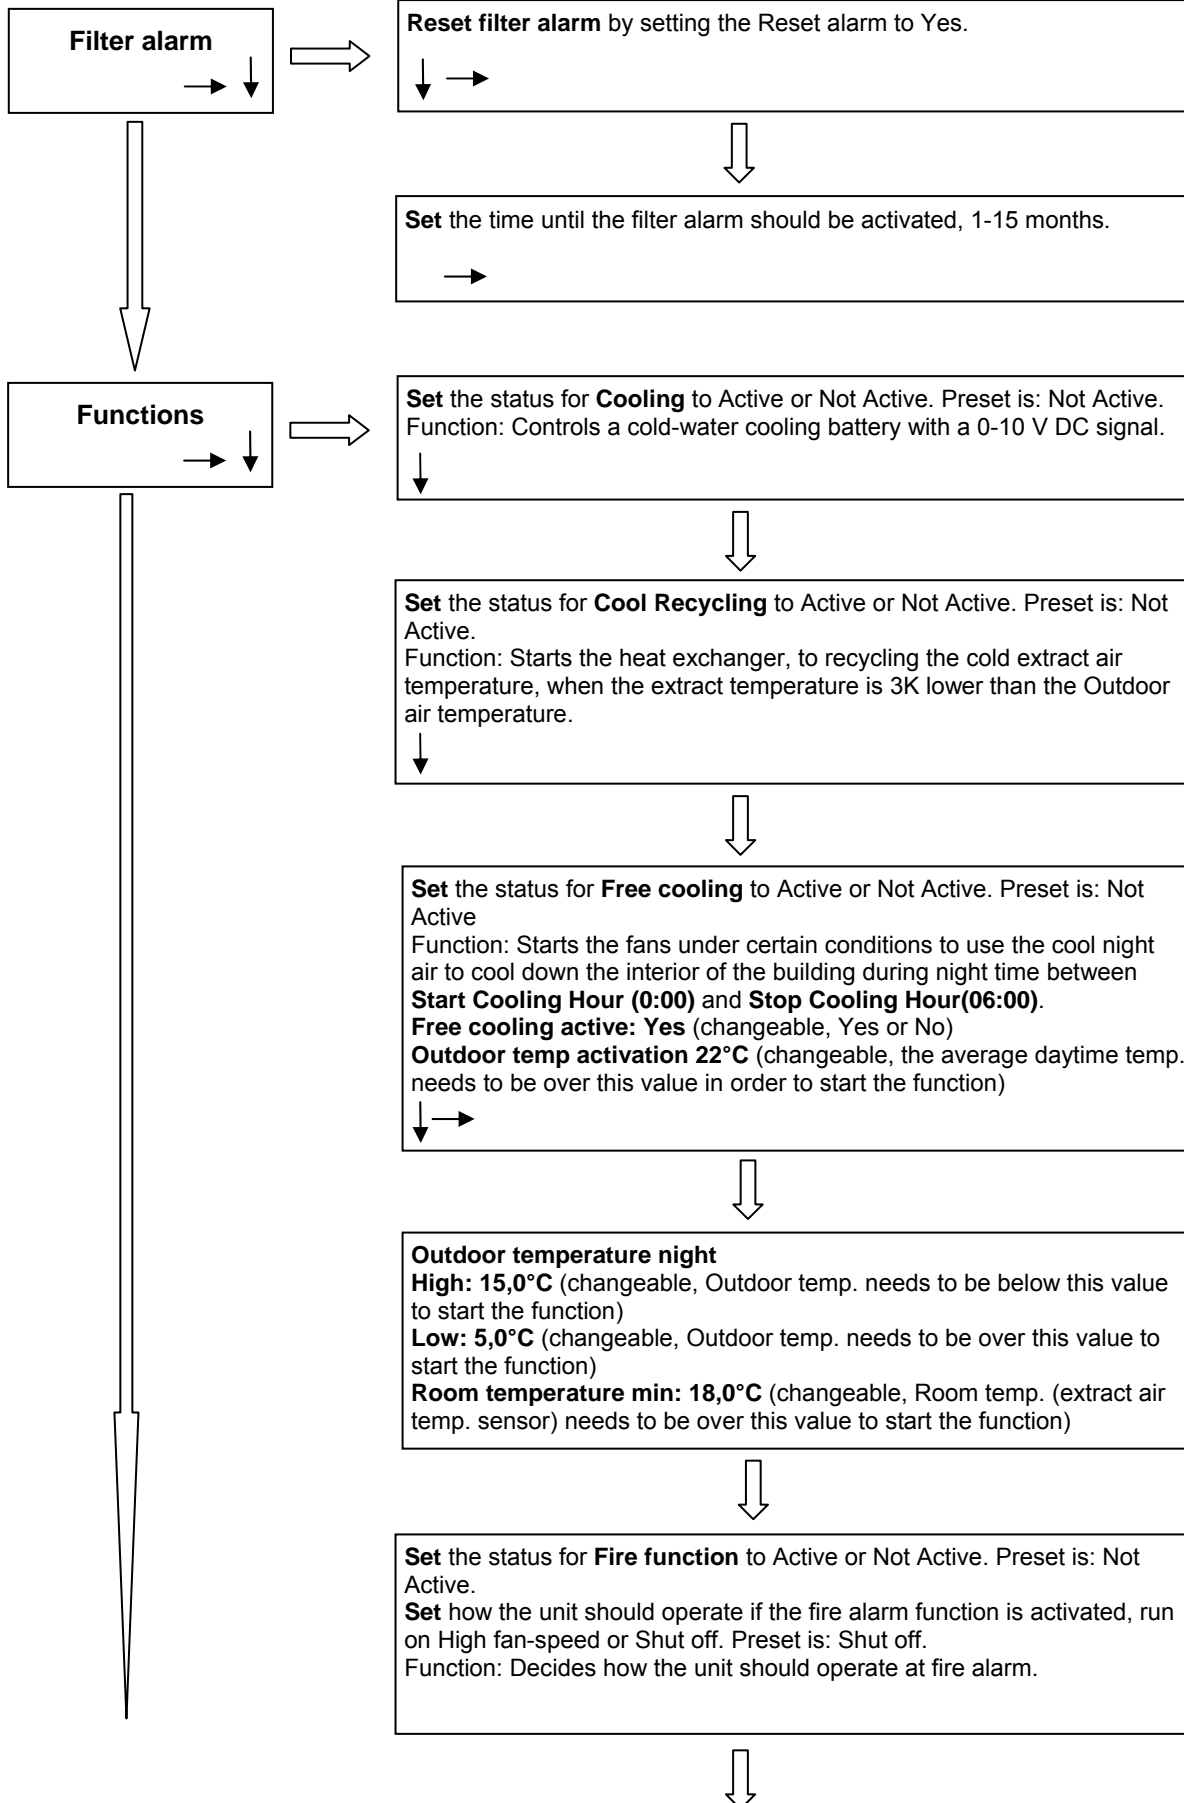 Filter alarm
Reset filter alarm by setting the Reset alarm to Yes.
Set the time until the filter alarm should be activated, 1-15 months.
Functions
Set the status for Cooling to Active or Not Active. Preset is: Not Active.
Function: Controls a cold-water cooling battery with a 0-10 V DC signal.
Set the status for Cool Recycling to Active or Not Active. Preset is: Not
Active.
Function: Starts the heat exchanger, to recycling the cold extract air
temperature, when the extract temperature is 3K lower than the Outdoor
air temperature.
Set the status for Free cooling to Active or Not Active. Preset is: Not
Active
Function: Starts the fans under certain conditions to use the cool night
air to cool down the interior of the building during night time between
Start Cooling Hour (0:00) and Stop Cooling Hour(06:00).
Free cooling active: Yes (changeable, Yes or No)
Outdoor temp activation 22°C (changeable, the average daytime temp.
needs to be over this value in order to start the function)
Outdoor temperature night
High: 15,0°C (changeable, Outdoor temp. needs to be below this value
to start the function)
Low: 5,0°C (changeable, Outdoor temp. needs to be over this value to
start the function)
Room temperature min: 18,0°C (changeable, Room temp. (extract air
temp. sensor) needs to be over this value to start the function)
Set the status for Fire function to Active or Not Active. Preset is: Not
Active.
Set how the unit should operate if the fire alarm function is activated, run
on High fan-speed or Shut off. Preset is: Shut off.
Function: Decides how the unit should operate at fire alarm.